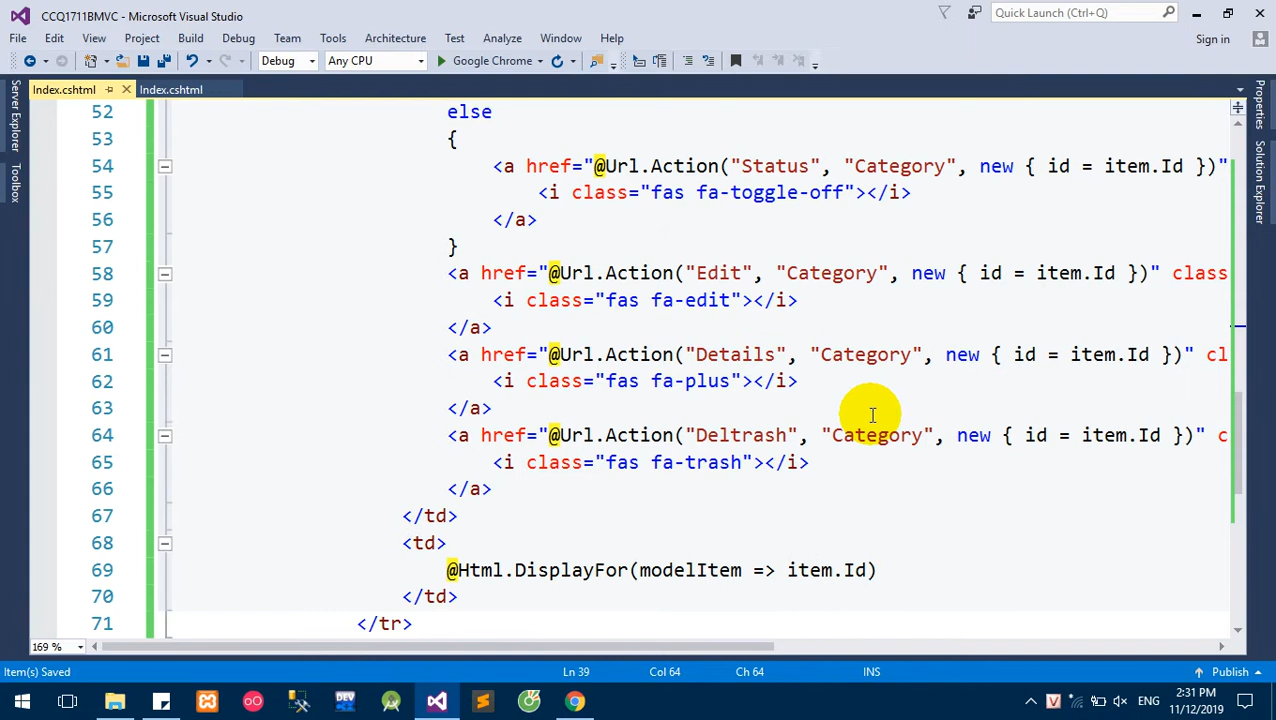 CCQ1711BMVC - Microsoft Visual Studio
Quick Launch (Ctrl+Q)
File Edit View Project Build Debug Team Tools Architecture Test Analyze Window Help
Sign in
Debug Any CPU Google Chrome
Index.cshtml Index.cshtml
Server Explorer
Toolbox
Properties
Solution Explorer
52 else
53 {
54 <a href="@Url.Action("Status", "Category", new { id = item.Id })"
55 <i class="fas fa-toggle-off"></i>
56 </a>
57 }
58 <a href="@Url.Action("Edit", "Category", new { id = item.Id })" class
59 <i class="fas fa-edit"></i>
60 </a>
61 <a href="@Url.Action("Details", "Category", new { id = item.Id })" cl
62 <i class="fas fa-plus"></i>
63 </a>
64 <a href="@Url.Action("Deltrash", "Category", new { id = item.Id })" c
65 <i class="fas fa-trash"></i>
66 </a>
67 </td>
68 <td>
69 @Html.DisplayFor(modelItem => item.Id)
70 </td>
71 </tr>
169 %
Item(s) Saved Ln 39 Col 64 Ch 64 INS Publish
DEV V ENG 2:31 PM
11/12/2019